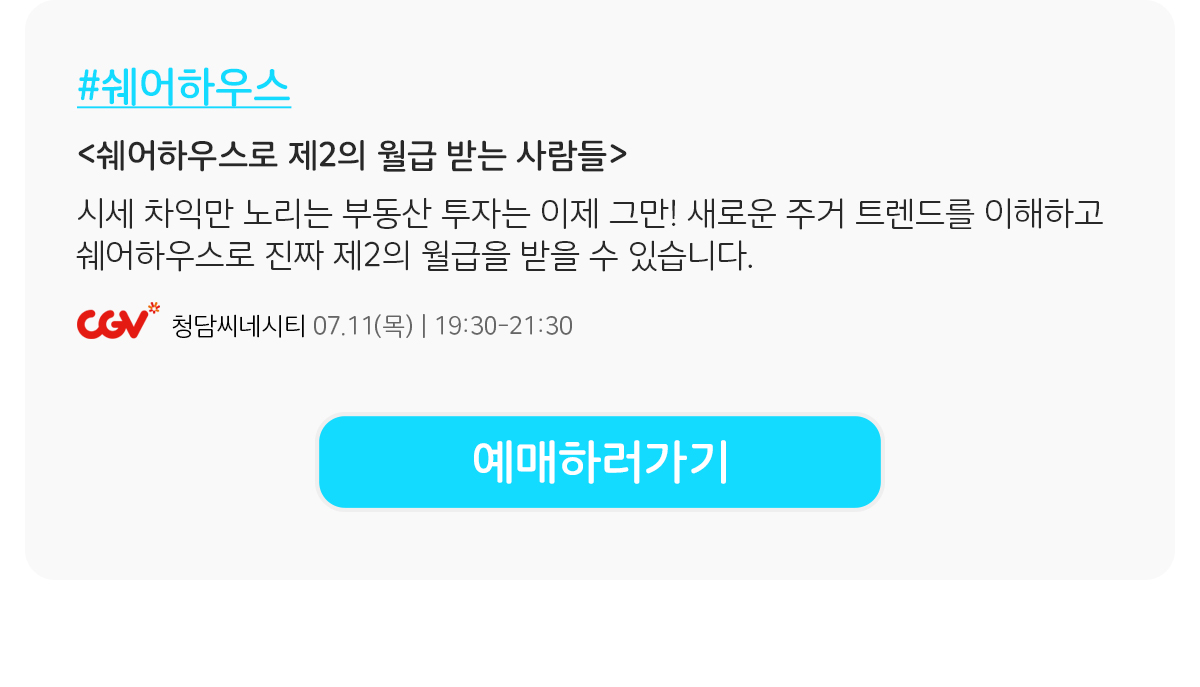 #쉐어하우스
<쉐어하우스로 제2의 월급 받는 사람들>
시세 차익만 노리는 부동산 투자는 이제 그만! 새로운 주거 트렌드를 이해하고
쉐어하우스로 진짜 제2의 월급을 받을 수 있습니다.
CGV 청담씨네시티 07.11(목) | 19:30-21:30
예매하러가기